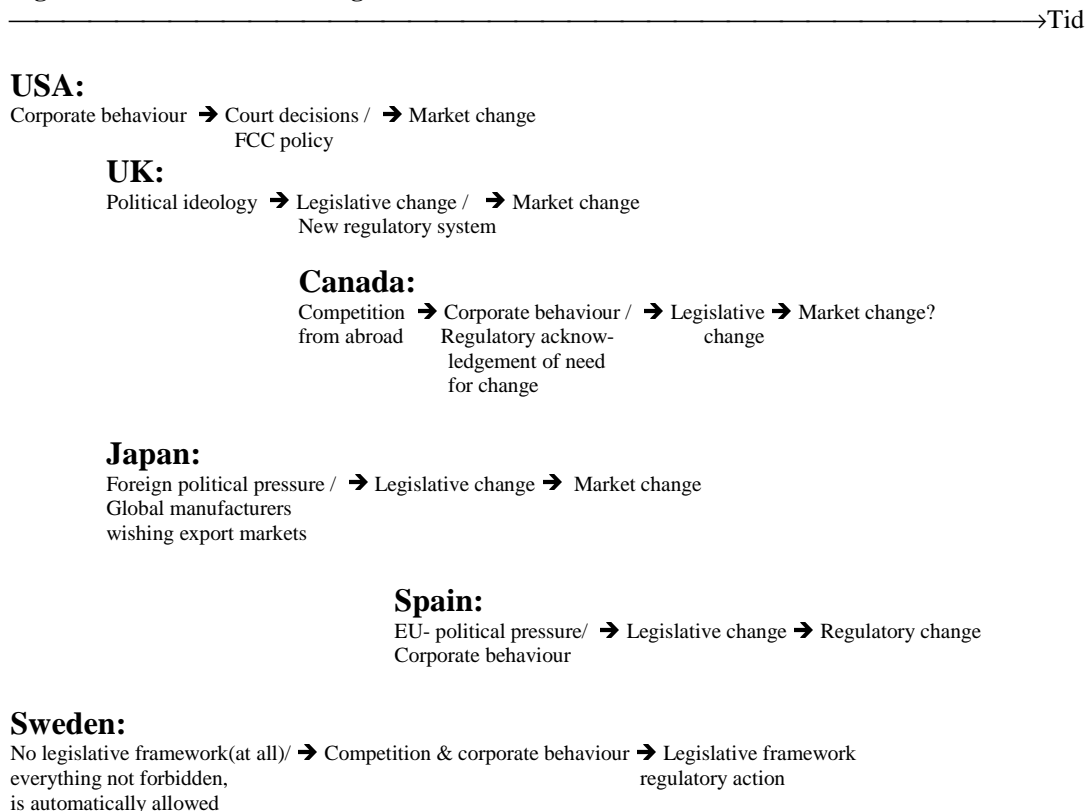 Tid
USA:
Corporate behaviour ➔ Court decisions / ➔ Market change
FCC policy
UK:
Political ideology ➔ Legislative change / ➔ Market change
New regulatory system
Canada:
Competition ➔ Corporate behaviour / ➔ Legislative ➔ Market change?
from abroad Regulatory acknow- change
ledgement of need
for change
Japan:
Foreign political pressure / ➔ Legislative change ➔ Market change
Global manufacturers
wishing export markets
Spain:
EU- political pressure/ ➔ Legislative change ➔ Regulatory change
Corporate behaviour
Sweden:
No legislative framework(at all)/ ➔ Competition & corporate behaviour ➔ Legislative framework
everything not forbidden, regulatory action
is automatically allowed